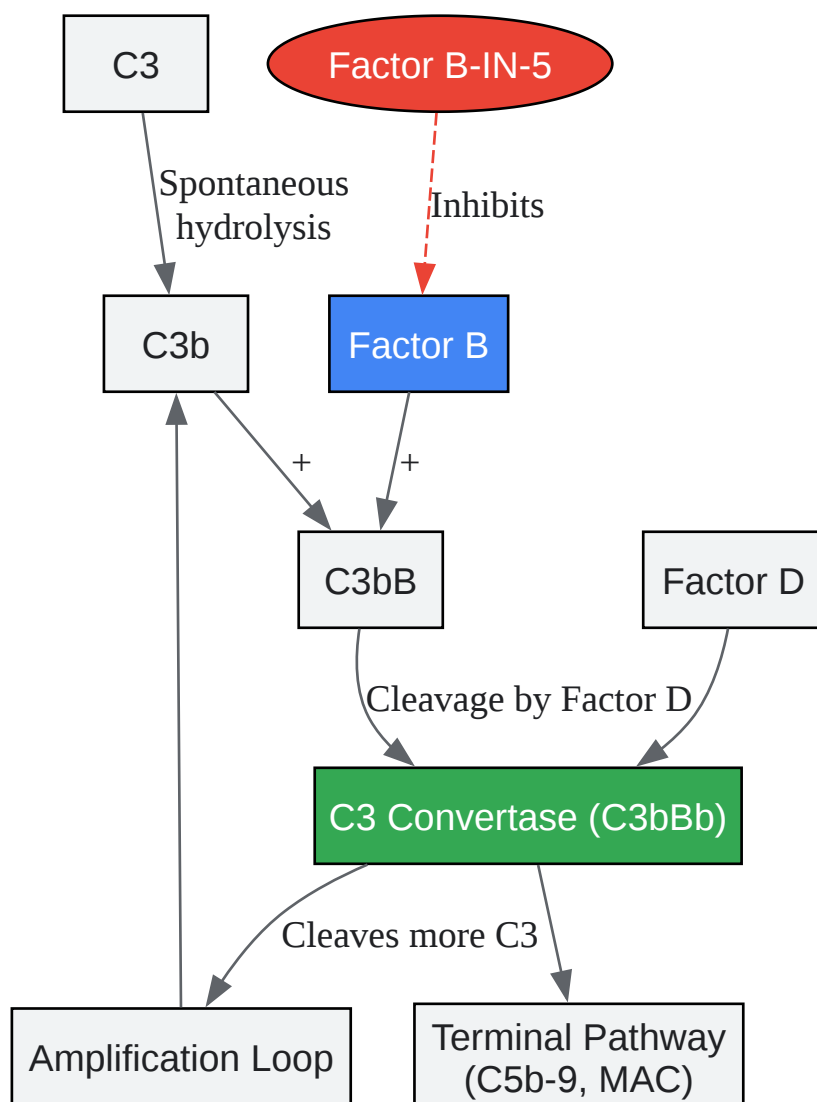 C3
Factor B-IN-5
Spontaneous
hydrolysis
Inhibits
C3b
Factor B
+
+
C3bB
Factor D
Cleavage by Factor D
C3 Convertase (C3bBb)
Cleaves more C3
Amplification Loop
Terminal Pathway
(C5b-9, MAC)